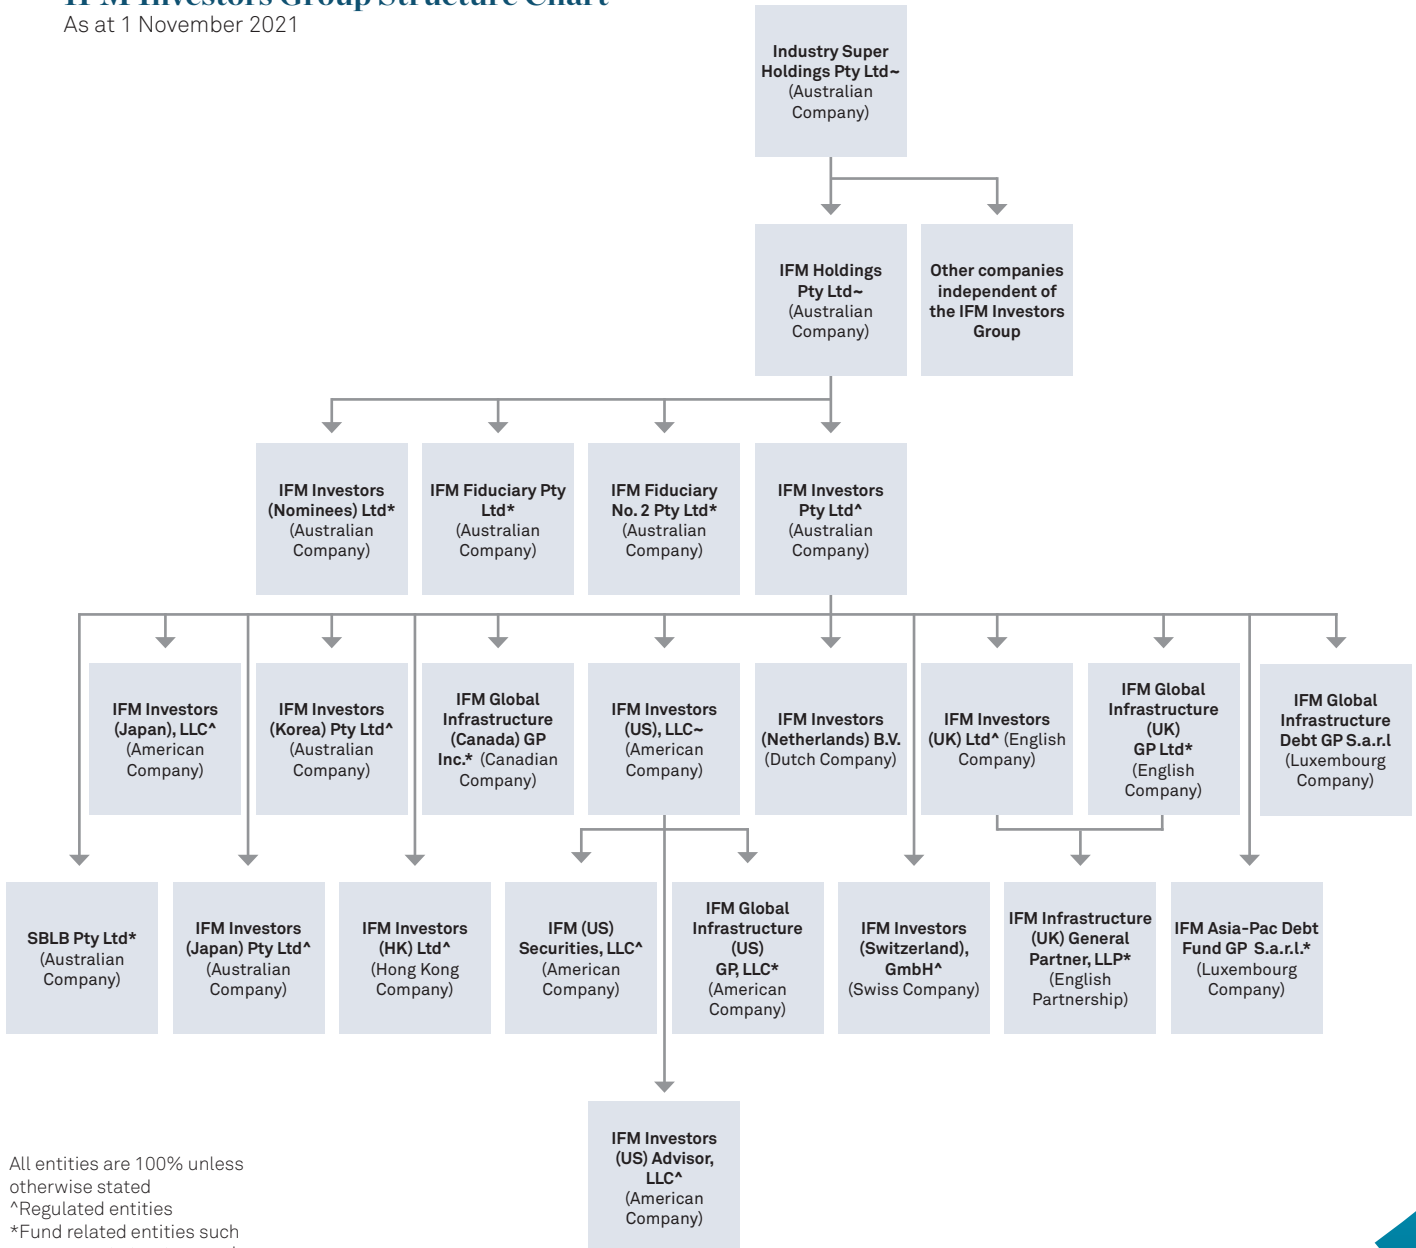 IFM Investors Group Structure Chart
As at 1 November 2021
Industry Super
Holdings Pty Ltd~
(Australian
Company)
IFM Holdings
Pty Ltd~
(Australian
Company)
Other companies
independent of
the IFM Investors
Group
IFM Investors
(Nominees) Ltd*
(Australian
Company)
IFM Fiduciary Pty
Ltd*
(Australian
Company)
IFM Fiduciary
No. 2 Pty Ltd*
(Australian
Company)
IFM Investors
Pty Ltd^
(Australian
Company)
IFM Investors
(Japan), LLC^
(American
Company)
IFM Investors
(Korea) Pty Ltd^
(Australian
Company)
IFM Global
Infrastructure
(Canada) GP
Inc.* (Canadian
Company)
IFM Investors
(US), LLC~
(American
Company)
IFM Investors
(Netherlands) B.V.
(Dutch Company)
IFM Investors
(UK) Ltd^ (English
Company)
IFM Global
Infrastructure
(UK)
GP Ltd*
(English
Company)
IFM Global
Infrastructure
Debt GP S.a.r.l
(Luxembourg
Company)
SBLB Pty Ltd*
(Australian
Company)
IFM Investors
(Japan) Pty Ltd^
(Australian
Company)
IFM Investors
(HK) Ltd^
(Hong Kong
Company)
IFM (US)
Securities, LLC^
(American
Company)
IFM Global
Infrastructure
(US)
GP, LLC*
(American
Company)
IFM Investors
(Switzerland),
GmbH^
(Swiss Company)
IFM Infrastructure
(UK) General
Partner, LLP*
(English
Partnership)
IFM Asia-Pac Debt
Fund GP S.a.r.l.*
(Luxembourg
Company)
IFM Investors
(US) Advisor,
LLC^
(American
Company)
All entities are 100% unless
otherwise stated
^Regulated entities
*Fund related entities such